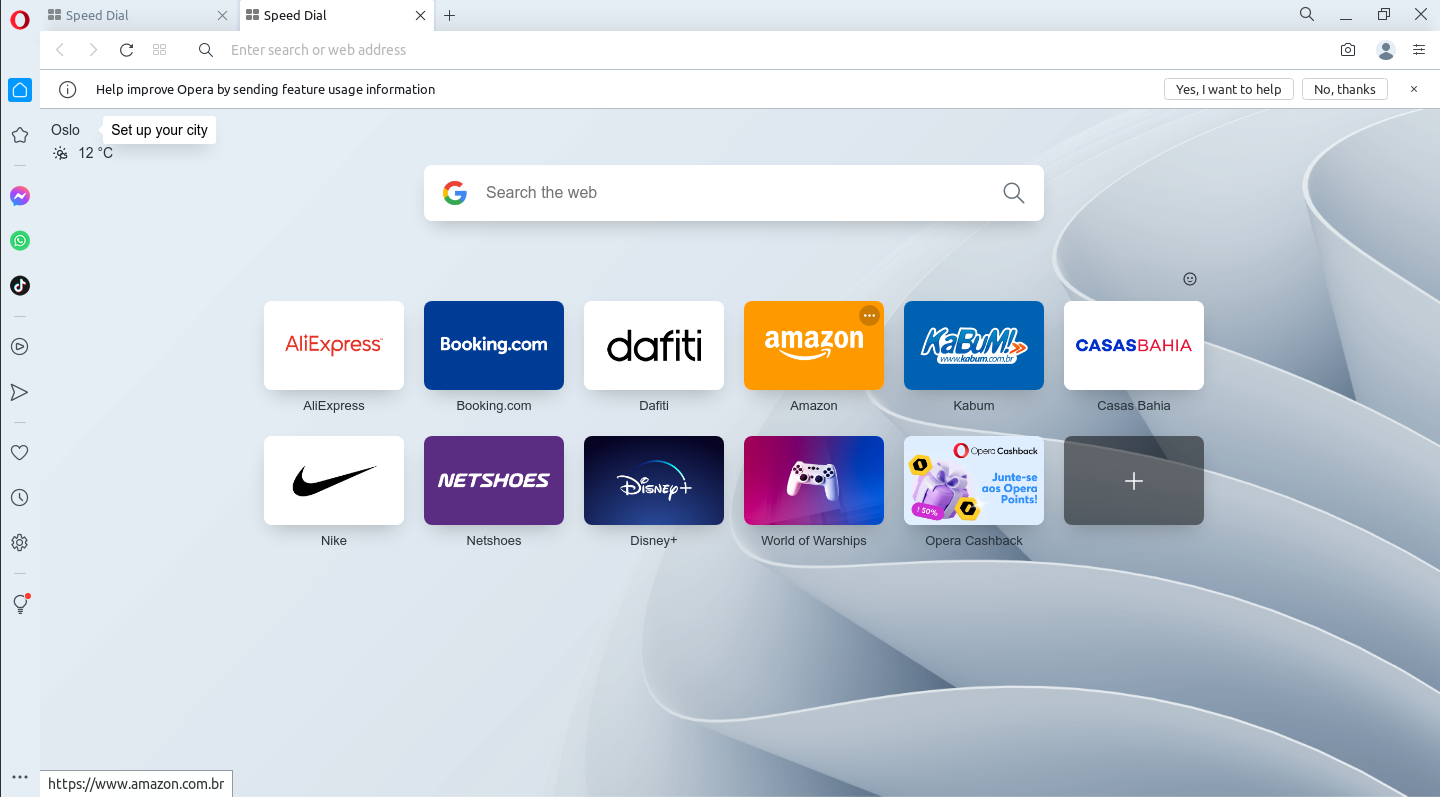 Speed Dial
Speed Dial
Enter search or web address
Help improve Opera by sending feature usage information
Yes, I want to help
No, thanks
Oslo
Set up your city
12 °C
Search the web
AliExpress
Booking.com
dafiti
amazon
KaBuM!
www.kabum.com.br
CASASBAHIA
AliExpress
Booking.com
Dafiti
Amazon
Kabum
Casas Bahia
NETSHOES
Disney+
Opera Cashback
Junte-se
aos Opera
Points!
↑ 50%
Nike
Netshoes
Disney+
World of Warships
Opera Cashback
https://www.amazon.com.br